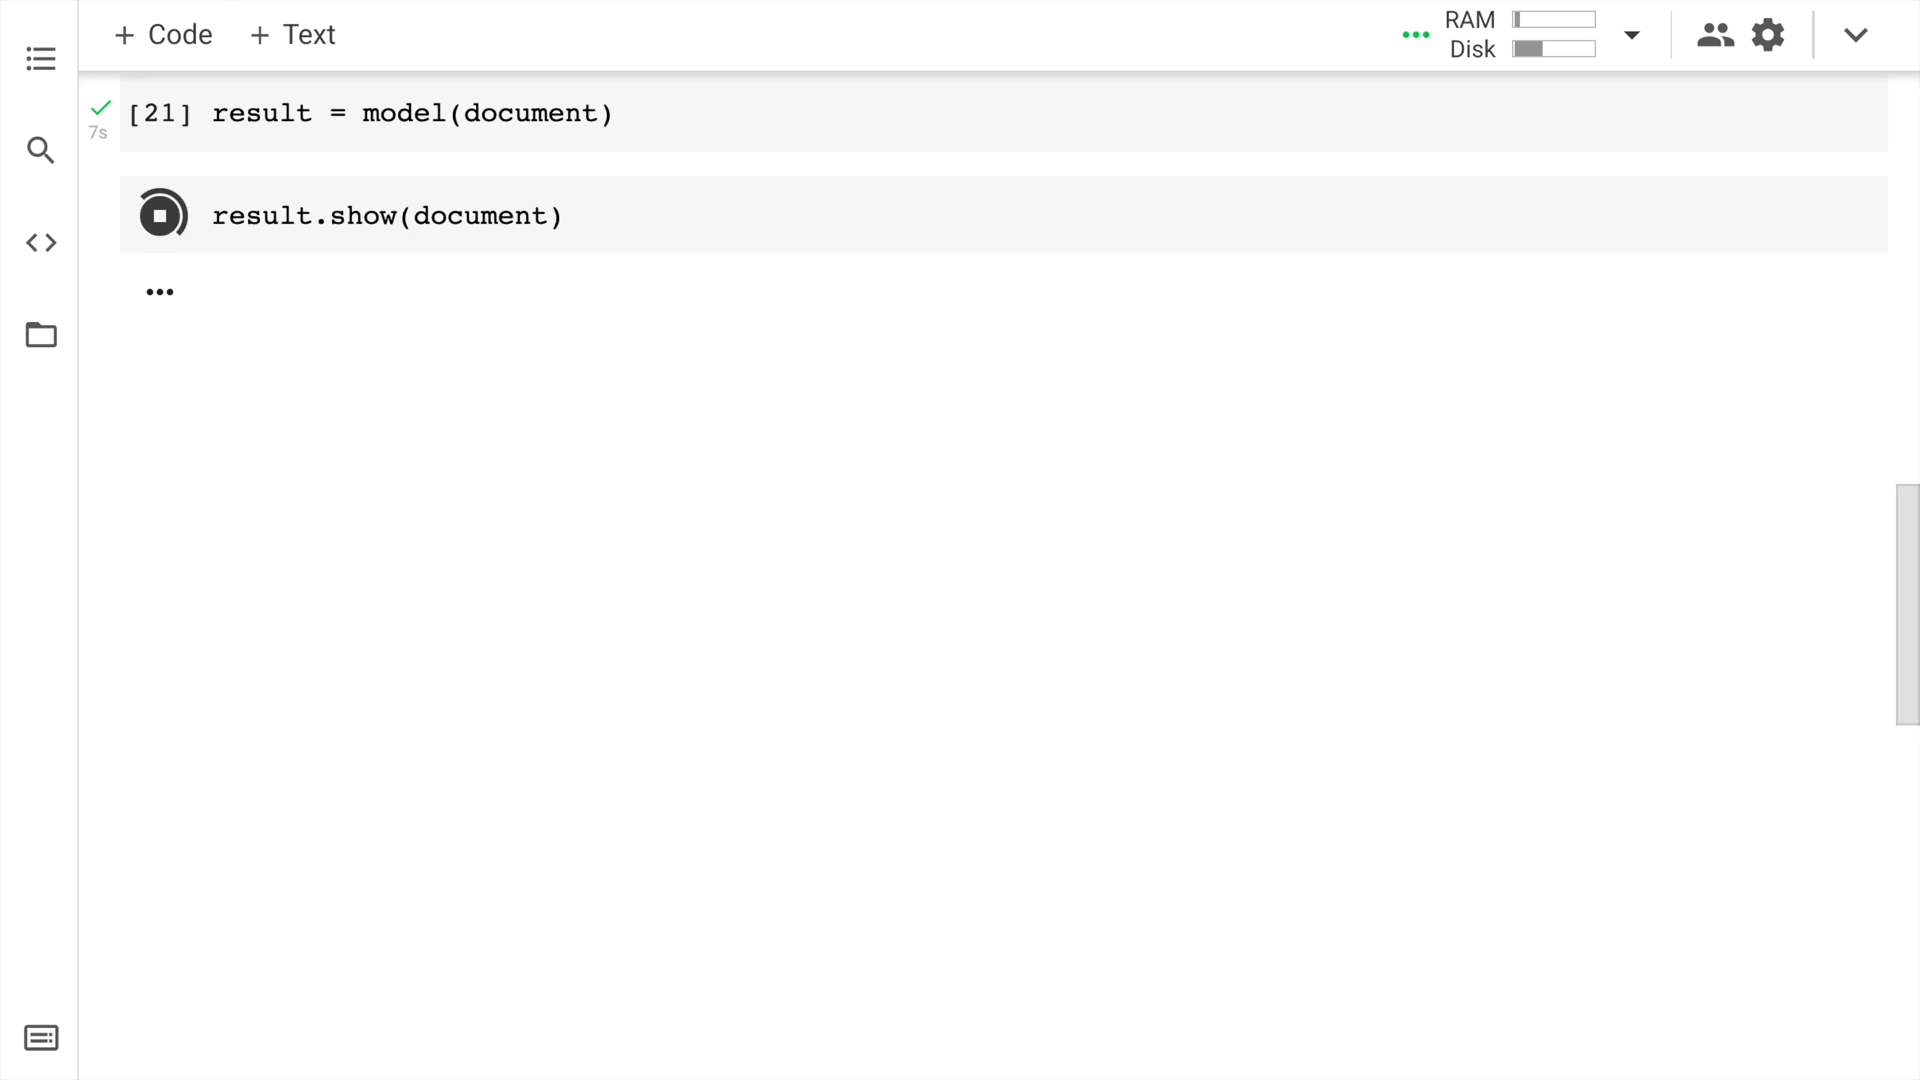 + Code + Text
RAM
Disk
7s
[21] result = model(document)
result.show(document)